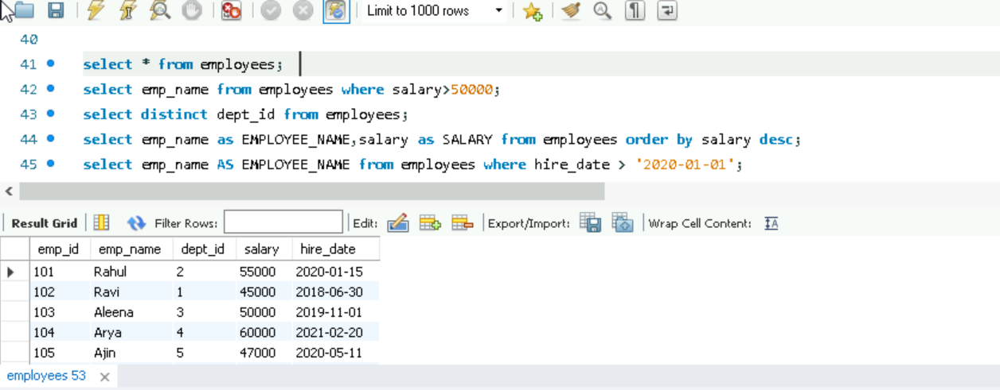 Limit to 1000 rows
40
41 select * from employees;
42 select emp_name from employees where salary>50000;
43 select distinct dept_id from employees;
44 select emp_name as EMPLOYEE_NAME,salary as SALARY from employees order by salary desc;
45 select emp_name AS EMPLOYEE_NAME from employees where hire_date > '2020-01-01';
Result Grid Filter Rows: Edit: Export/Import: Wrap Cell Content: IA
emp_id emp_name dept_id salary hire_date
101 Rahul 2 55000 2020-01-15
102 Ravi 1 45000 2018-06-30
103 Aleena 3 50000 2019-11-01
104 Arya 4 60000 2021-02-20
105 Ajin 5 47000 2020-05-11
employees 53